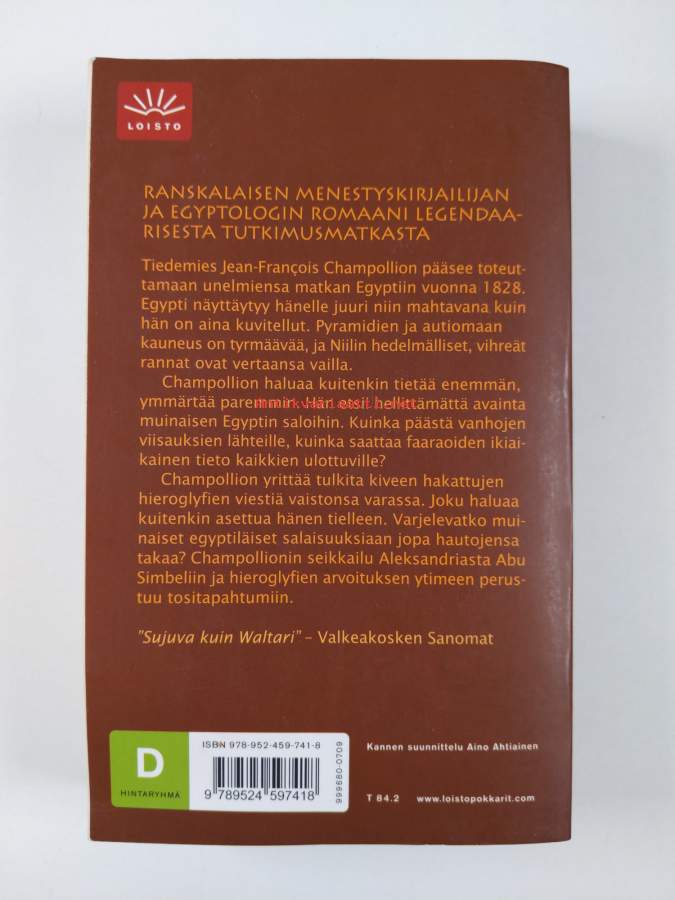 LOISTO
RANSKALAISEN MENESTYSKIRJAILIJAN
JA EGYPTOLOGIN ROMAANI LEGENDAA-
RISESTA TUTKIMUSMATKASTA
Tiedemies Jean-François Champollion pääsee toteut-
tamaan unelmiensa matkan Egyptiin vuonna 1828.
Egypti näyttäytyy hänelle juuri niin mahtavana kuin
hän on aina kuvitellut. Pyramidien ja autiomaan
kauneus on tyrmäävää, ja Niilin hedelmälliset, vihreät
rannat ovat vertaansa vailla.
Champollion haluaa kuitenkin tietää enemmän,
ymmärtää paremmin. Hän etsii hellittämättä avainta
muinaisen Egyptin saloihin. Kuinka päästä vanhojen
viisauksien lähteille, kuinka saattaa faaraoiden ikiai-
kainen tieto kaikkien ulottuville?
Champollion yrittää tulkita kiveen hakattujen
hieroglyfien viestiä vaistonsa varassa. Joku haluaa
kuitenkin asettua hänen tielleen. Varjelevatko mui-
naiset egyptiläiset salaisuuksiaan jopa hautojensa
takaa? Champollionin seikkailu Aleksandriasta Abu
Simbeliin ja hieroglyfien arvoituksen ytimeen perus-
tuu tositapahtumiin.
"Sujuva kuin Waltari" – Valkeakosken Sanomat
D
HINTARYHMÄ
ISBN 978-952-459-741-8
9 789524 597418
999680-0709
Kannen suunnittelu Aino Ahtiainen
T 84.2 www.loistopokkarit.com